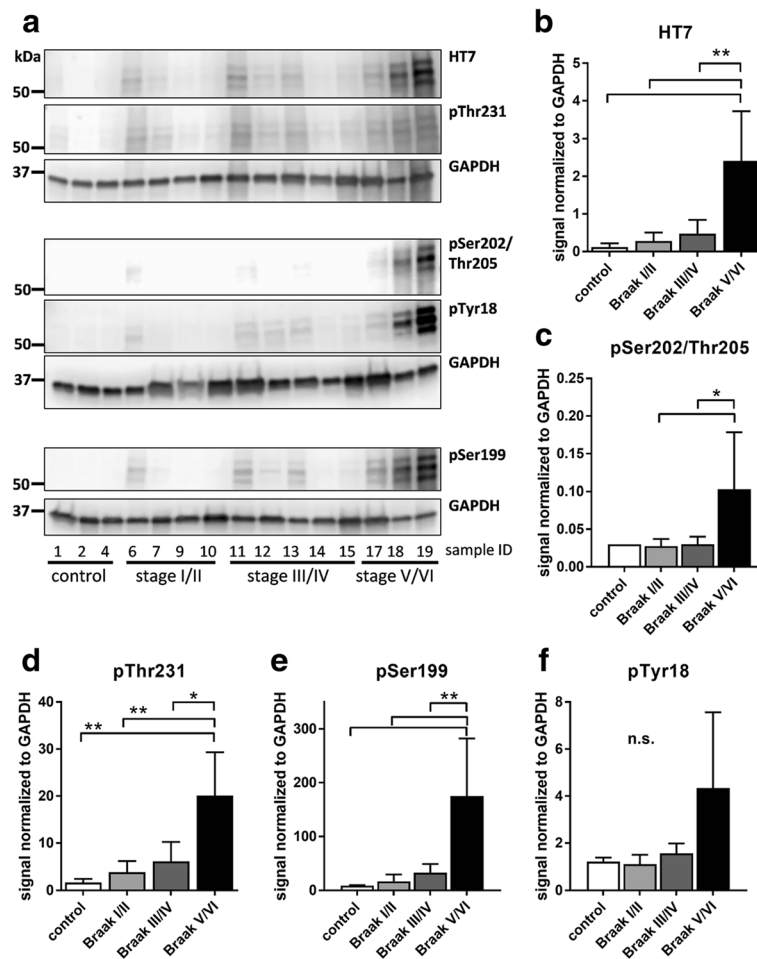 a
kDa
HT7
50
pThr231
50
37
GAPDH
pSer202/
Thr205
50
pTyr18
50
GAPDH
37
pSer199
50
37
GAPDH
1 2 4 6 7 9 10 11 12 13 14 15 17 18 19 sample ID
control stage I/II stage III/IV stage V/VI
b
HT7
**
signal normalized to GAPDH
5
4
3
2
1
0
control
Braak I/II
Braak III/IV
Braak V/VI
c
pSer202/Thr205
*
signal normalized to GAPDH
0.25
0.20
0.15
0.10
0.05
0.00
control
Braak I/II
Braak III/IV
Braak V/VI
d
pThr231
** ** *
signal normalized to GAPDH
40
30
20
10
0
control
Braak I/II
Braak III/IV
Braak V/VI
e
pSer199
**
signal normalized to GAPDH
300
200
100
0
control
Braak I/II
Braak III/IV
Braak V/VI
f
pTyr18
n.s.
signal normalized to GAPDH
8
6
4
2
0
control
Braak I/II
Braak III/IV
Braak V/VI